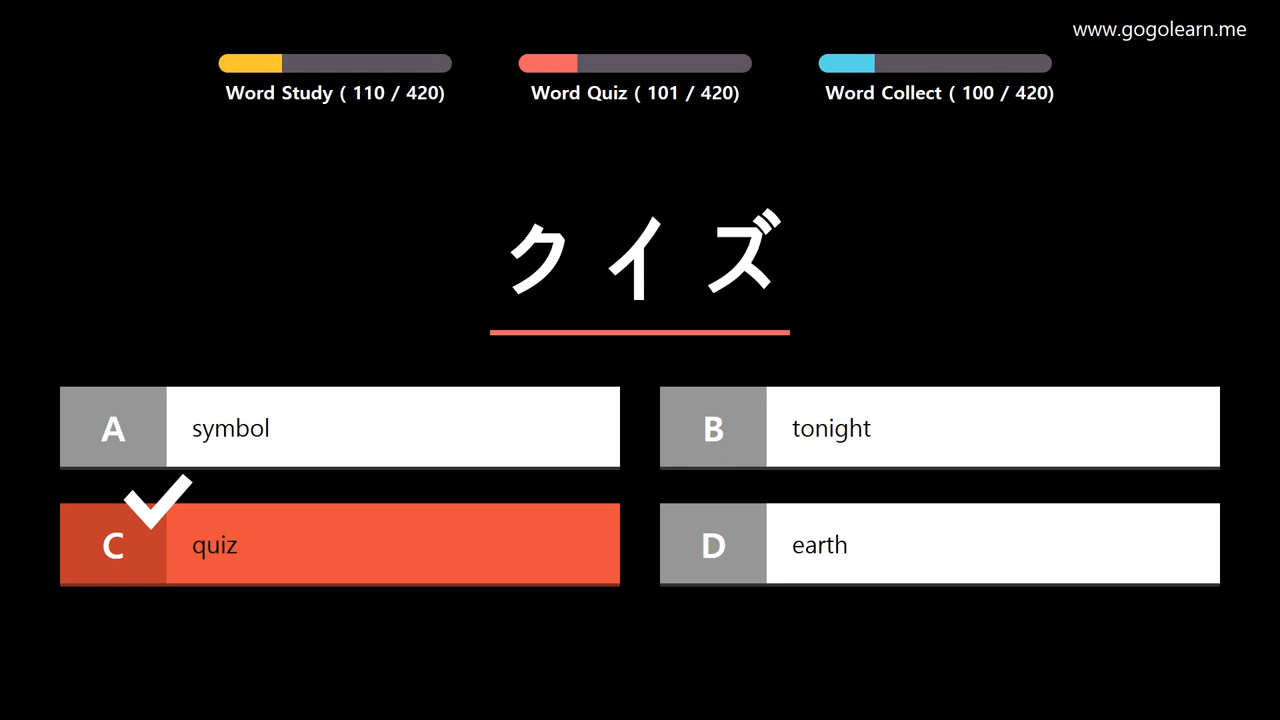 www.gogolearn.me
Word Study ( 110 / 420)
Word Quiz ( 101 / 420)
Word Collect ( 100 / 420)
クイズ
A
symbol
B
tonight
C
quiz
D
earth